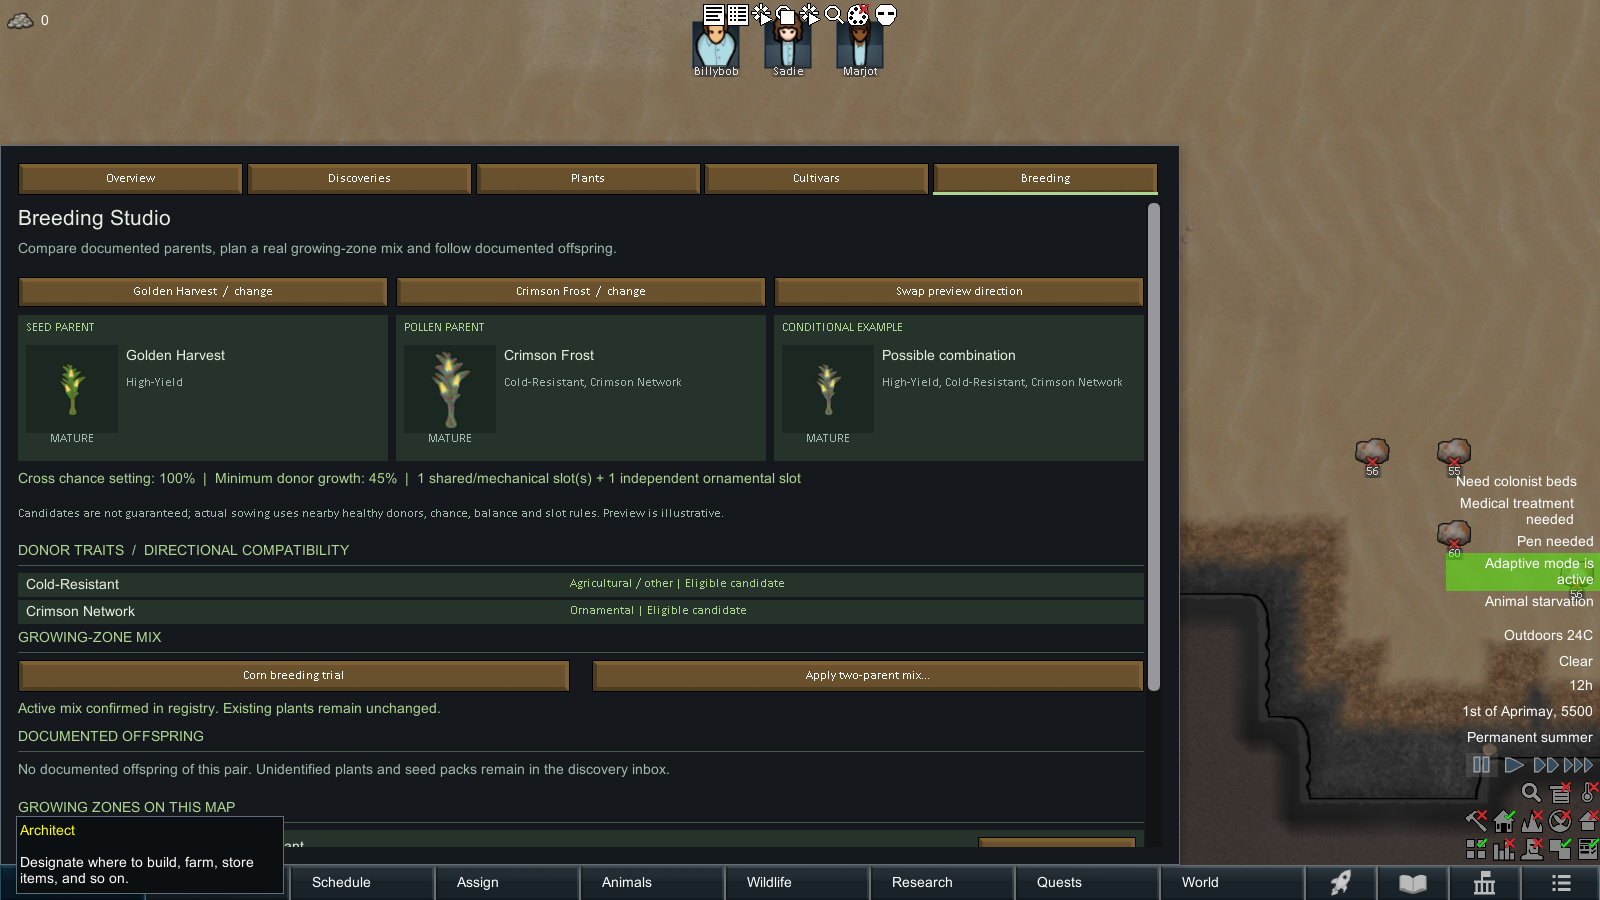 0
Billybob
Sadie
Marjot
Overview
Discoveries
Plants
Cultivars
Breeding
Breeding Studio
Compare documented parents, plan a real growing-zone mix and follow documented offspring.
Golden Harvest / change
Crimson Frost / change
Swap preview direction
SEED PARENT
Golden Harvest
High-Yield
MATURE
POLLEN PARENT
Crimson Frost
Cold-Resistant, Crimson Network
MATURE
CONDITIONAL EXAMPLE
Possible combination
High-Yield, Cold-Resistant, Crimson Network
MATURE
Cross chance setting: 100% | Minimum donor growth: 45% | 1 shared/mechanical slot(s) + 1 independent ornamental slot
Candidates are not guaranteed; actual sowing uses nearby healthy donors, chance, balance and slot rules. Preview is illustrative.
DONOR TRAITS / DIRECTIONAL COMPATIBILITY
Cold-Resistant
Agricultural / other | Eligible candidate
Crimson Network
Ornamental | Eligible candidate
GROWING-ZONE MIX
Corn breeding trial
Apply two-parent mix...
Active mix confirmed in registry. Existing plants remain unchanged.
DOCUMENTED OFFSPRING
No documented offspring of this pair. Unidentified plants and seed packs remain in the discovery inbox.
GROWING ZONES ON THIS MAP
Architect
Designate where to build, farm, store
items, and so on.
56
55
60
56
Need colonist beds
Medical treatment
needed
Pen needed
Adaptive mode is
active
Animal starvation
Outdoors 24C
Clear
12h
1st of Aprimay, 5500
Permanent summer
Schedule
Assign
Animals
Wildlife
Research
Quests
World